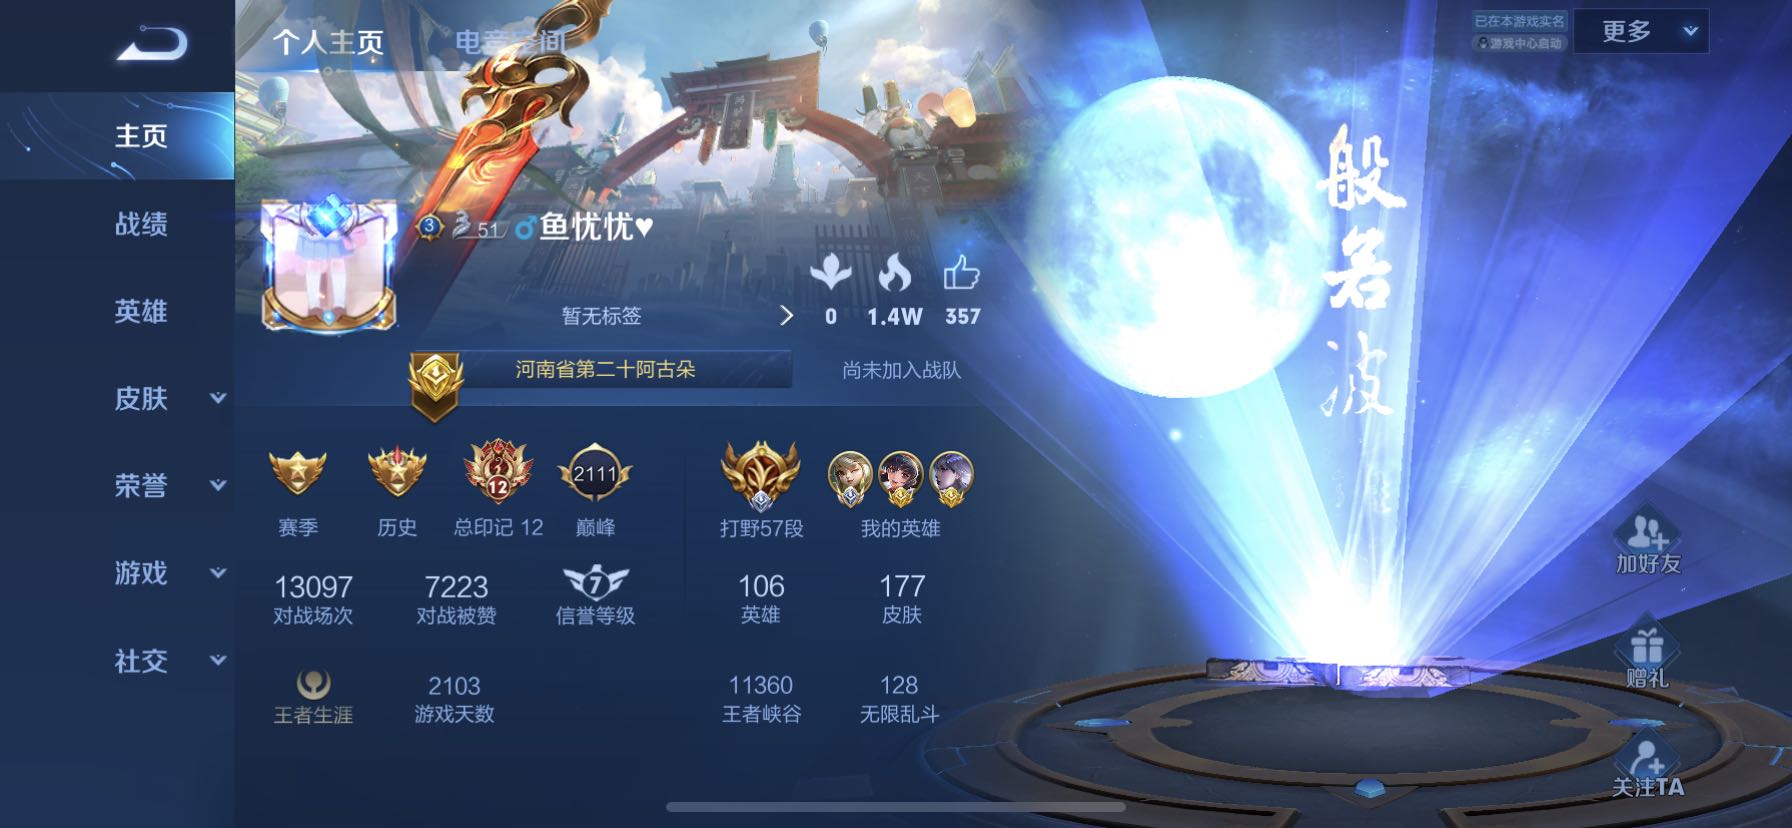 个人主页
电音空间
已在本游戏实名
游戏中心启动
更多
主页
战绩
英雄
皮肤
荣誉
游戏
社交
3
51
鱼忧忧♥
暂无标签
0
1.4W
357
河南省第二十阿古朵
尚未加入战队
12
2111
赛季
历史
总印记 12
巅峰
打野57段
我的英雄
13097
对战场次
7223
对战被赞
7
信誉等级
106
英雄
177
皮肤
王者生涯
2103
游戏天数
11360
王者峡谷
128
无限乱斗
般若波
加好友
赠礼
关注TA